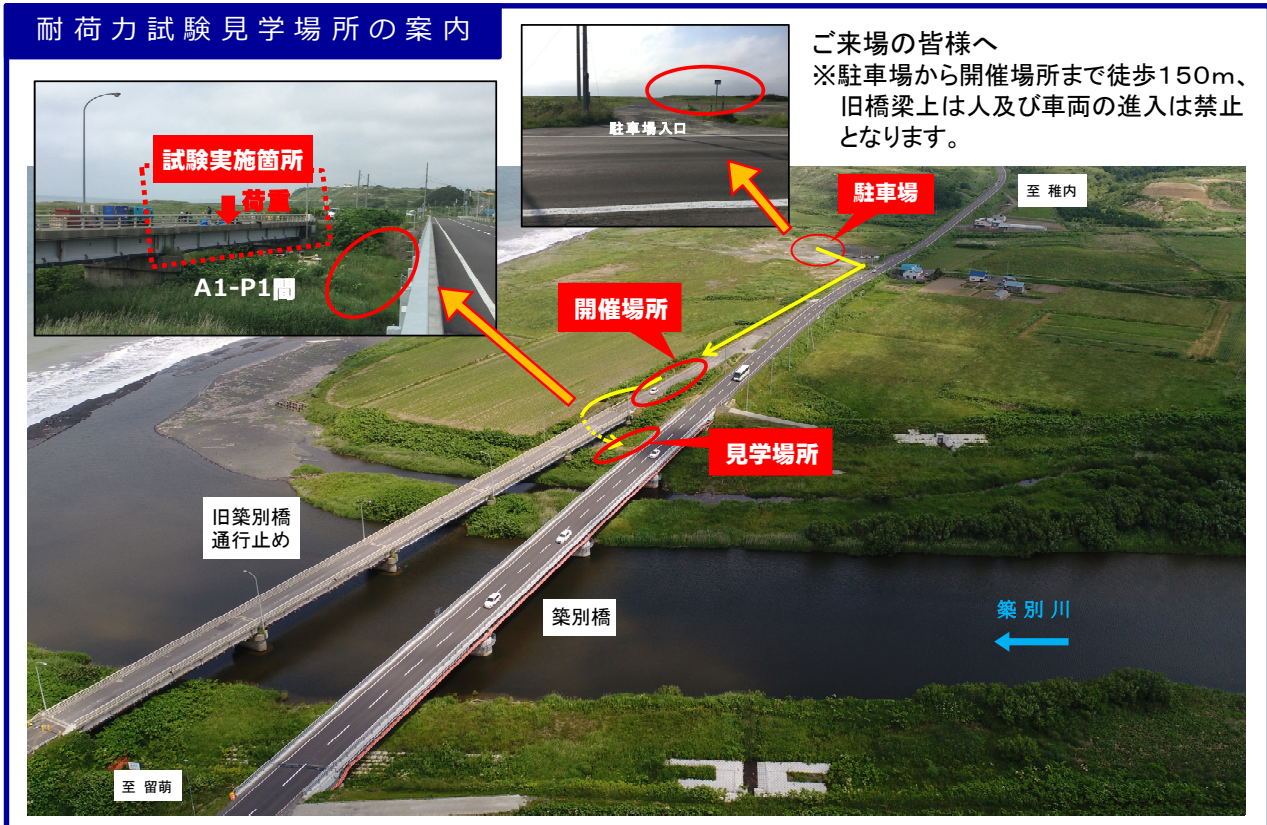 耐荷力試験見学場所の案内
ご来場の皆様へ
※駐車場から開催場所まで徒歩150m、
旧橋梁上は人及び車両の進入は禁止
となります。
試験実施箇所
荷重
A1-P1間
駐車場入口
駐車場
至 稚内
開催場所
見学場所
旧築別橋
通行止め
築別橋
築別川
至 留萌